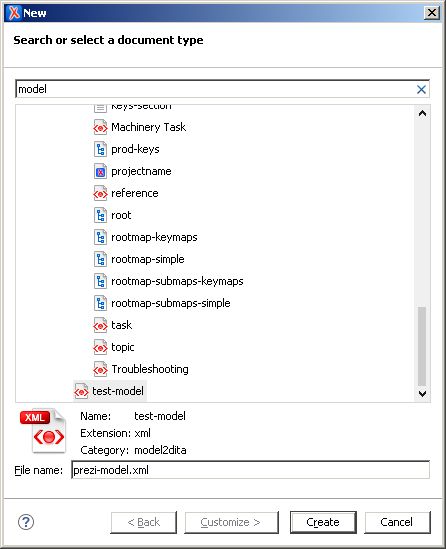 New
Search or select a document type
model
keys-section
Machinery Task
prod-keys
projectname
reference
root
rootmap-keymaps
rootmap-simple
rootmap-submaps-keymaps
rootmap-submaps-simple
task
topic
Troubleshooting
test-model
XML
Name: test-model
Extension: xml
Category: model2dita
File name: prezi-model.xml
? < Back Customize > Create Cancel